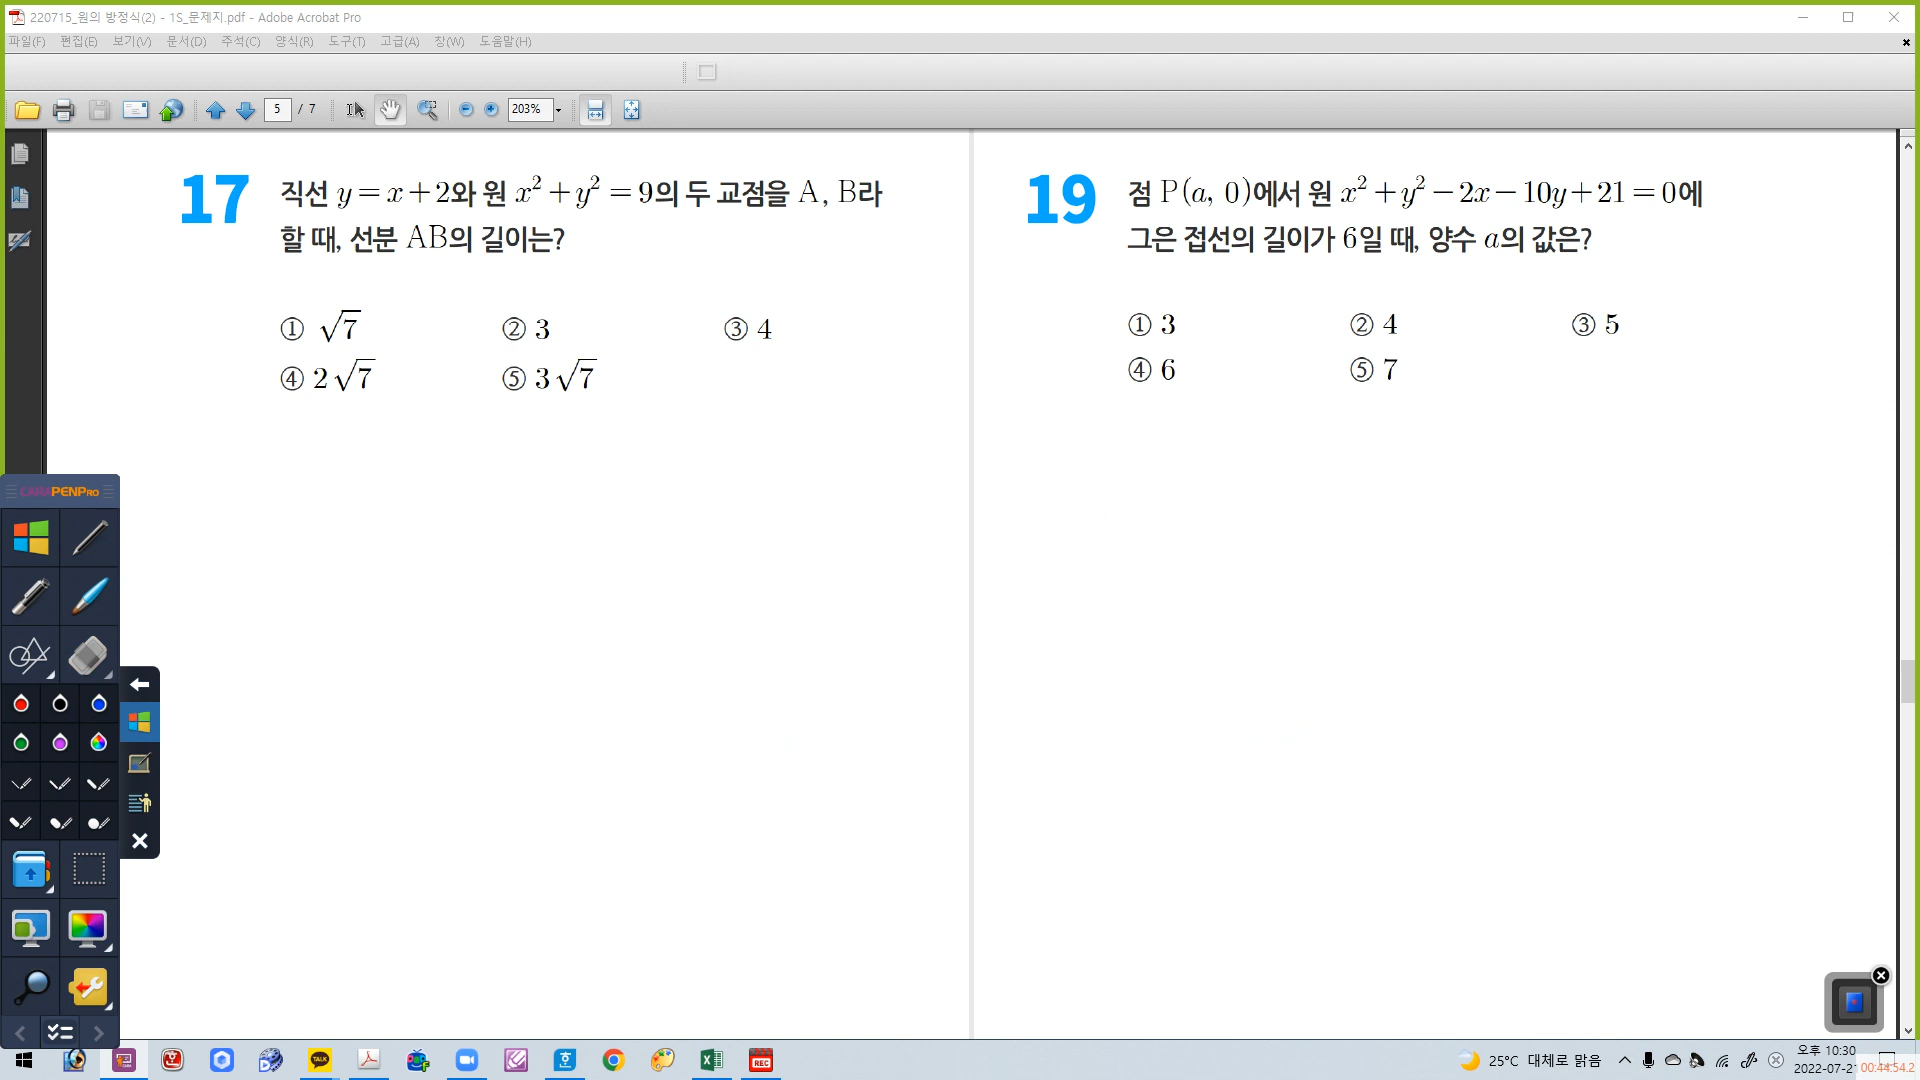 220715_원의 방정식(2) - 1S_문제지.pdf - Adobe Acrobat Pro
파일(F) 편집(E) 보기(V) 문서(D) 주석(C) 양식(R) 도구(T) 고급(A) 창(W) 도움말(H)
5 / 7 203%
17 직선 y = x + 2와 원 x² + y² = 9의 두 교점을 A, B라
할 때, 선분 AB의 길이는?
① √7 ② 3 ③ 4
④ 2√7 ⑤ 3√7
19 점 P(a, 0)에서 원 x² + y² − 2x − 10y + 21 = 0에
그은 접선의 길이가 6일 때, 양수 a의 값은?
① 3 ② 4 ③ 5
④ 6 ⑤ 7
CARAPENPRO
TALK
REC
25°C 대체로 맑음
오후 10:30
2022-07-2
00:44:54.2